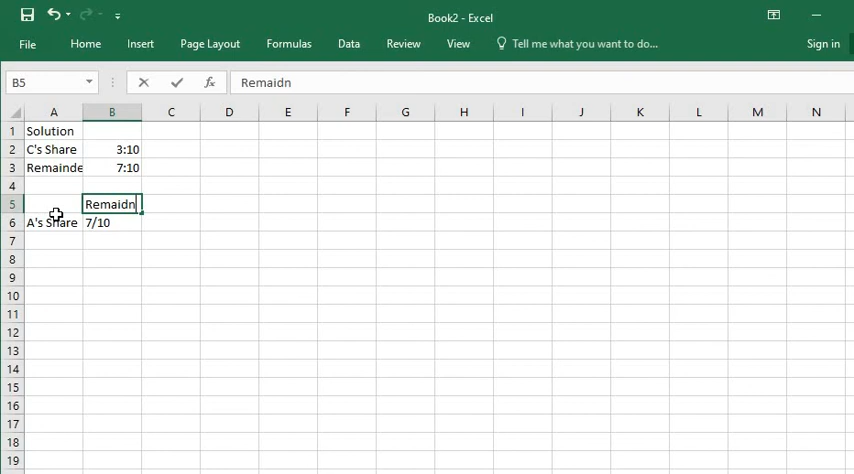 Book2 - Excel
File Home Insert Page Layout Formulas Data Review View Tell me what you want to do... Sign in
B5 fx Remaidn
A B C D E F G H I J K L M N
1 Solution
2 C's Share 3:10
3 Remainde 7:10
4
5 Remaidn
6 A's Share 7/10
7
8
9
10
11
12
13
14
15
16
17
18
19